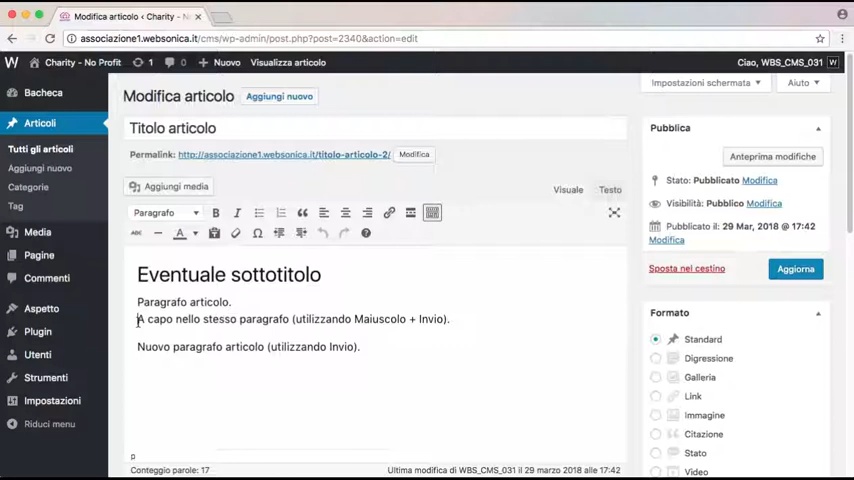 Modifica articolo ‹ Charity - No
associazione1.websonica.it/cms/wp-admin/post.php?post=2340&action=edit
Charity - No Profit 1 0 Nuovo Visualizza articolo Ciao, WBS_CMS_031
Impostazioni schermata Aiuto
Bacheca
Articoli
Tutti gli articoli
Aggiungi nuovo
Categorie
Tag
Media
Pagine
Commenti
Aspetto
Plugin
Utenti
Strumenti
Impostazioni
Riduci menu
Modifica articolo Aggiungi nuovo
Titolo articolo
Permalink: http://associazione1.websonica.it/titolo-articolo-2/ Modifica
Aggiungi media Visuale Testo
Paragrafo B I
ABC A
Eventuale sottotitolo
Paragrafo articolo.
A capo nello stesso paragrafo (utilizzando Maiuscolo + Invio).
Nuovo paragrafo articolo (utilizzando Invio).
p
Conteggio parole: 17 Ultima modifica di WBS_CMS_031 il 29 marzo 2018 alle 17:42
Pubblica
Anteprima modifiche
Stato: Pubblicato Modifica
Visibilità: Pubblico Modifica
Pubblicato il: 29 Mar, 2018 @ 17:42
Modifica
Sposta nel cestino Aggiorna
Formato
Standard
Digressione
Galleria
Link
Immagine
Citazione
Stato
Video